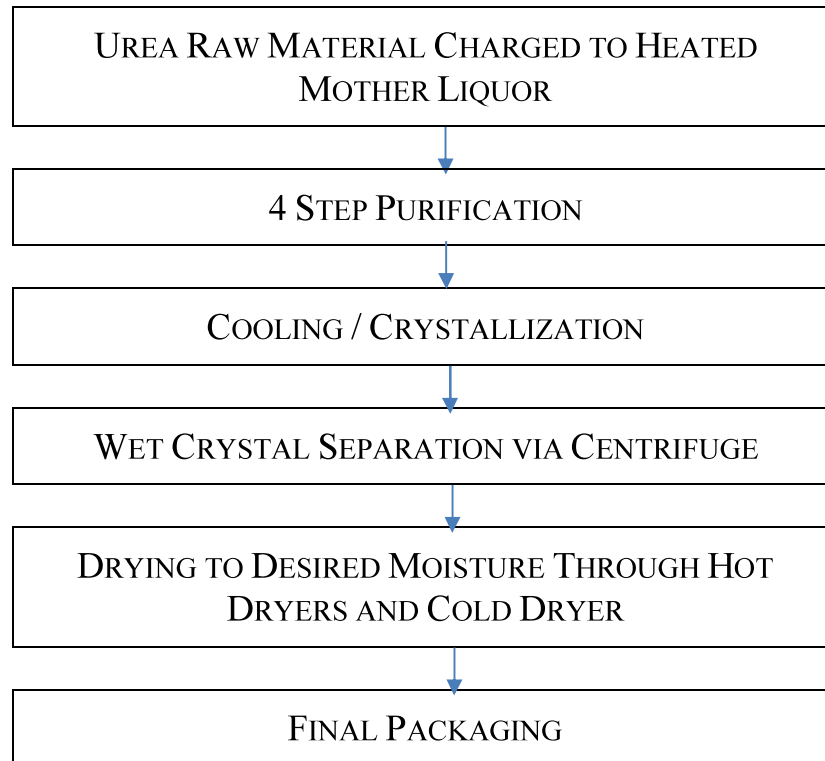 UREA RAW MATERIAL CHARGED TO HEATED
MOTHER LIQUOR
4 STEP PURIFICATION
COOLING / CRYSTALLIZATION
WET CRYSTAL SEPARATION VIA CENTRIFUGE
DRYING TO DESIRED MOISTURE THROUGH HOT
DRYERS AND COLD DRYER
FINAL PACKAGING